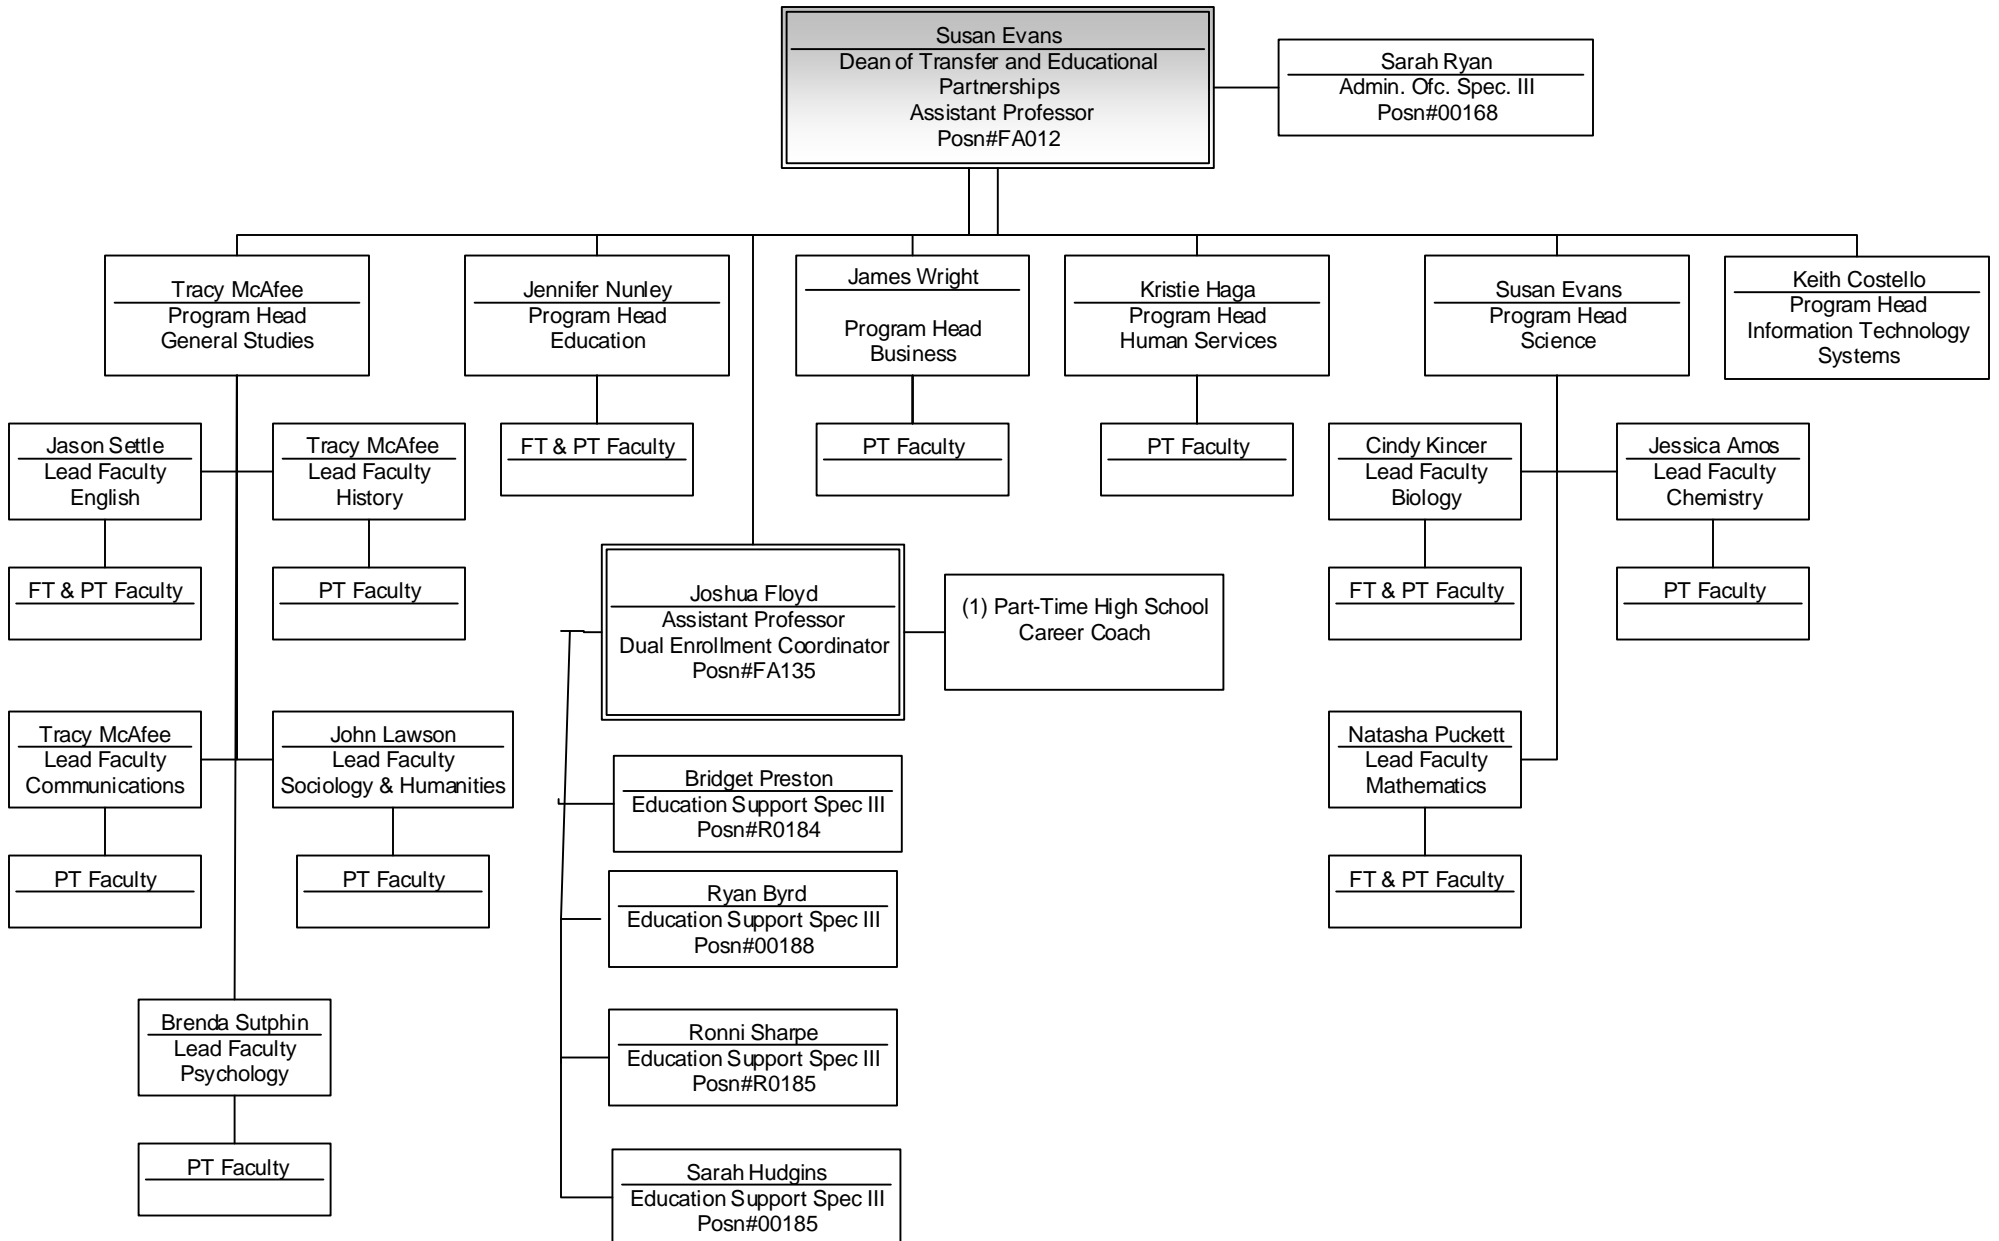 Susan Evans
Dean of Transfer and Educational
Partnerships
Assistant Professor
Posn#FA012
Sarah Ryan
Admin. Ofc. Spec. III
Posn#00168
Tracy McAfee
Program Head
General Studies
Jennifer Nunley
Program Head
Education
James Wright
Program Head
Business
Kristie Haga
Program Head
Human Services
Susan Evans
Program Head
Science
Keith Costello
Program Head
Information Technology
Systems
Jason Settle
Lead Faculty
English
Tracy McAfee
Lead Faculty
History
FT & PT Faculty
PT Faculty
PT Faculty
Cindy Kincer
Lead Faculty
Biology
Jessica Amos
Lead Faculty
Chemistry
FT & PT Faculty
PT Faculty
Joshua Floyd
Assistant Professor
Dual Enrollment Coordinator
Posn#FA135
(1) Part-Time High School
Career Coach
FT & PT Faculty
PT Faculty
Tracy McAfee
Lead Faculty
Communications
John Lawson
Lead Faculty
Sociology & Humanities
Bridget Preston
Education Support Spec III
Posn#R0184
Natasha Puckett
Lead Faculty
Mathematics
PT Faculty
PT Faculty
Ryan Byrd
Education Support Spec III
Posn#00188
FT & PT Faculty
Brenda Sutphin
Lead Faculty
Psychology
Ronni Sharpe
Education Support Spec III
Posn#R0185
PT Faculty
Sarah Hudgins
Education Support Spec III
Posn#00185